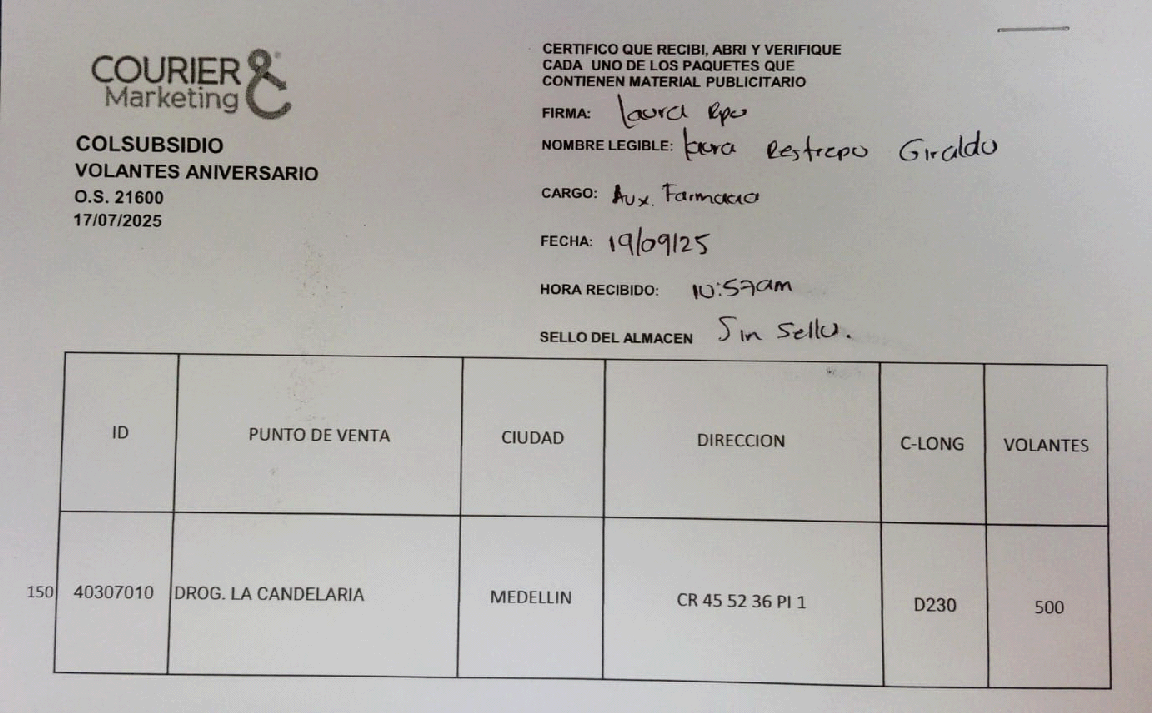 COURIER &
Marketing
COLSUBSIDIO
VOLANTES ANIVERSARIO
O.S. 21600
17/07/2025
CERTIFICO QUE RECIBI, ABRI Y VERIFIQUE
CADA UNO DE LOS PAQUETES QUE
CONTIENEN MATERIAL PUBLICITARIO
FIRMA: Laura Rpo
NOMBRE LEGIBLE: Laura Restrepo Giraldo
CARGO: Aux. Farmacia
FECHA: 19/09/25
HORA RECIBIDO: 10:57am
SELLO DEL ALMACEN Sin Sello.
ID PUNTO DE VENTA CIUDAD DIRECCION C-LONG VOLANTES
150 40307010 DROG. LA CANDELARIA MEDELLIN CR 45 52 36 PI 1 D230 500